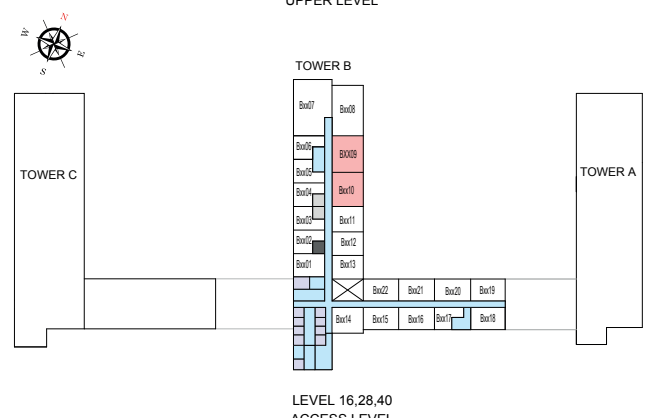 UPPER LEVEL
N
W
E
S
TOWER B
Bxx07
Bxx08
Bxx06
BXX09
Bxx05
TOWER C
TOWER A
Bxx04
Bxx10
Bxx03
Bxx11
Bxx02
Bxx12
Bxx01
Bxx13
Bxx22
Bxx21
Bxx20
Bxx19
Bxx14
Bxx15
Bxx16
Bxx17
Bxx18
LEVEL 16,28,40
ACCESS LEVEL